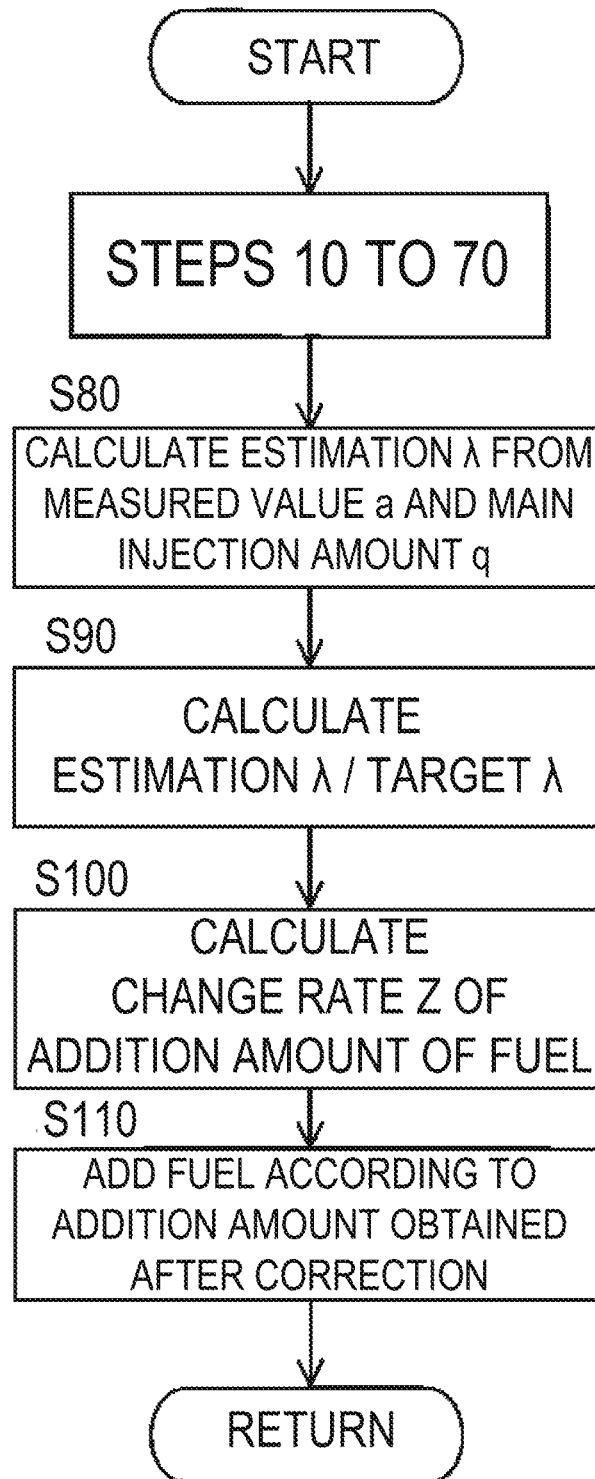 START
STEPS 10 TO 70
S80
CALCULATE ESTIMATION λ FROM
MEASURED VALUE a AND MAIN
INJECTION AMOUNT q
S90
CALCULATE
ESTIMATION λ / TARGET λ
S100
CALCULATE
CHANGE RATE Z OF
ADDITION AMOUNT OF FUEL
S110
ADD FUEL ACCORDING TO
ADDITION AMOUNT OBTAINED
AFTER CORRECTION
RETURN